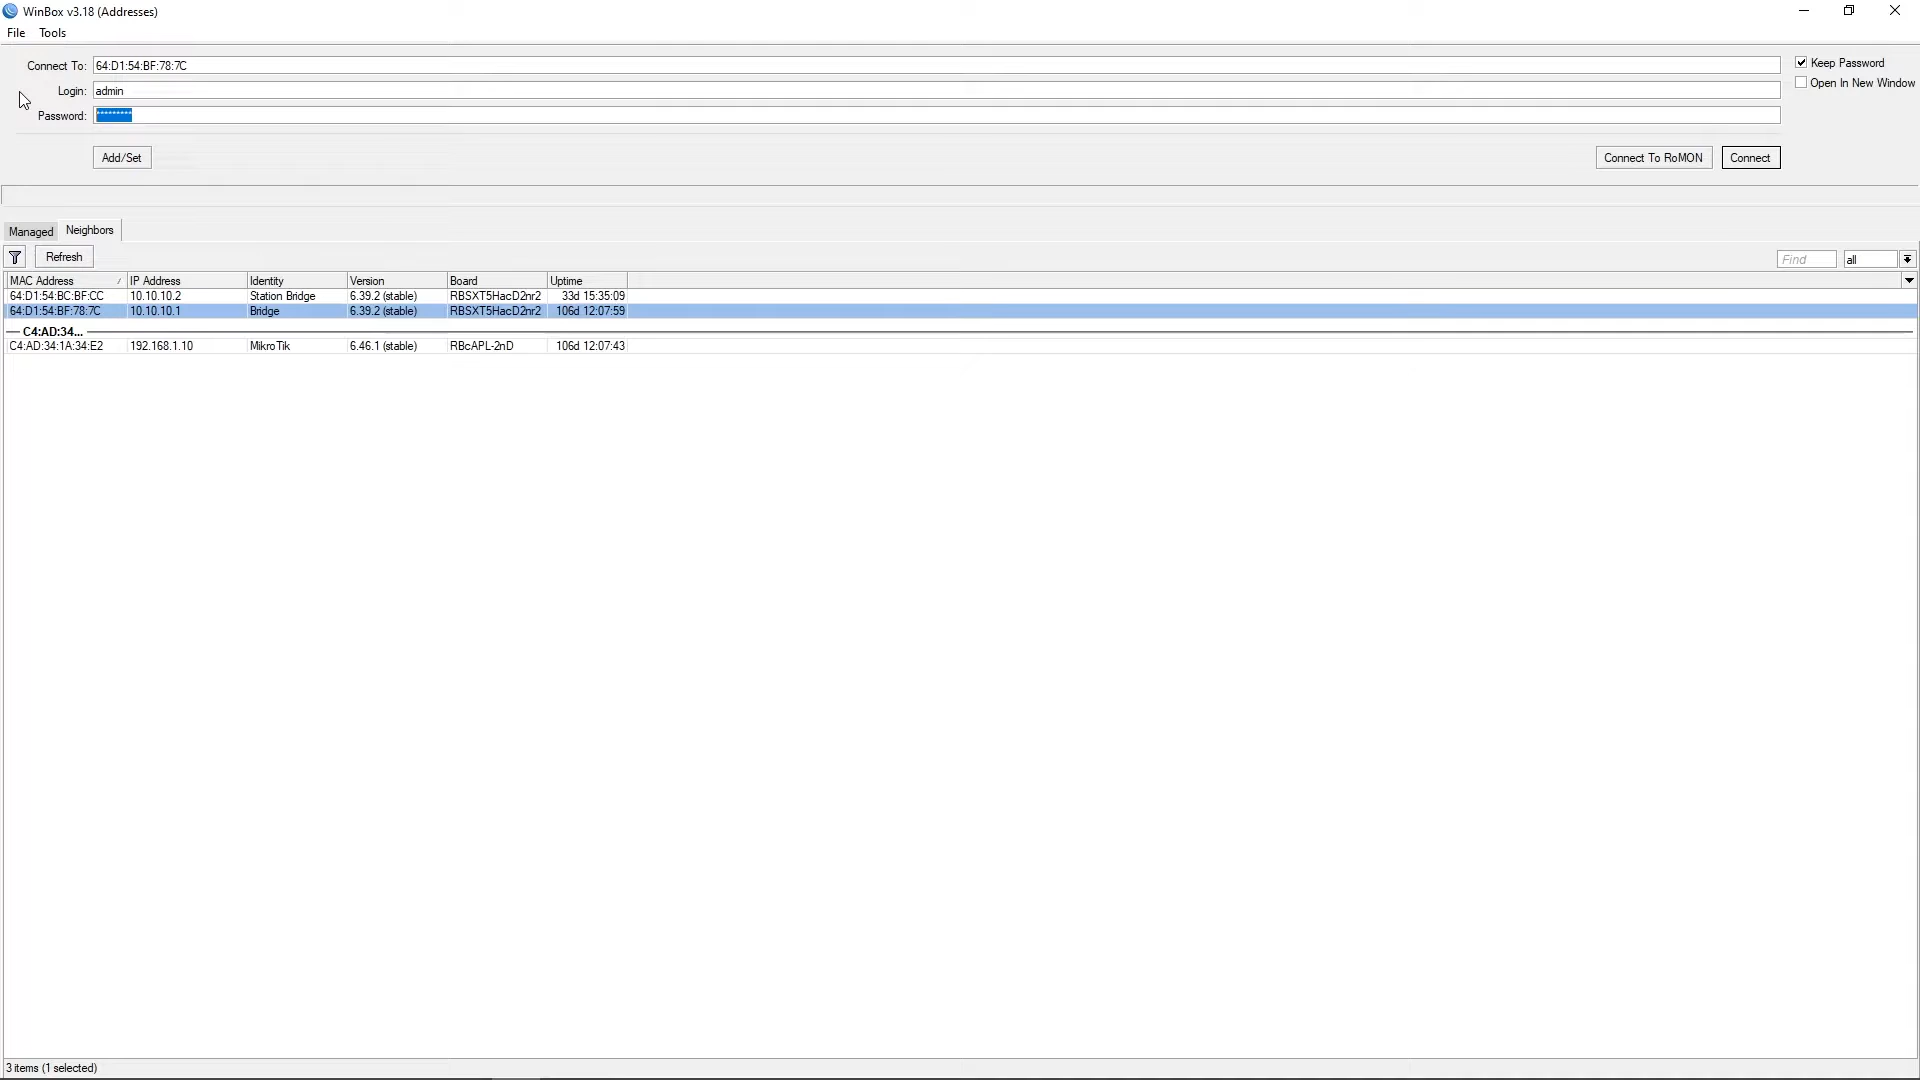 WinBox v3.18 (Addresses)
File Tools
Connect To: 64:D1:54:BF:78:7C
Keep Password
Login: admin
Open In New Window
Password: *********
Add/Set
Connect To RoMON
Connect
Managed
Neighbors
Refresh
Find
all
MAC Address IP Address Identity Version Board Uptime
64:D1:54:BC:BF:CC 10.10.10.2 Station Bridge 6.39.2 (stable) RBSXT5HacD2nr2 33d 15:35:09
64:D1:54:BF:78:7C 10.10.10.1 Bridge 6.39.2 (stable) RBSXT5HacD2nr2 106d 12:07:59
C4:AD:34...
C4:AD:34:1A:34:E2 192.168.1.10 MikroTik 6.46.1 (stable) RBcAPL-2nD 106d 12:07:43
3 items (1 selected)